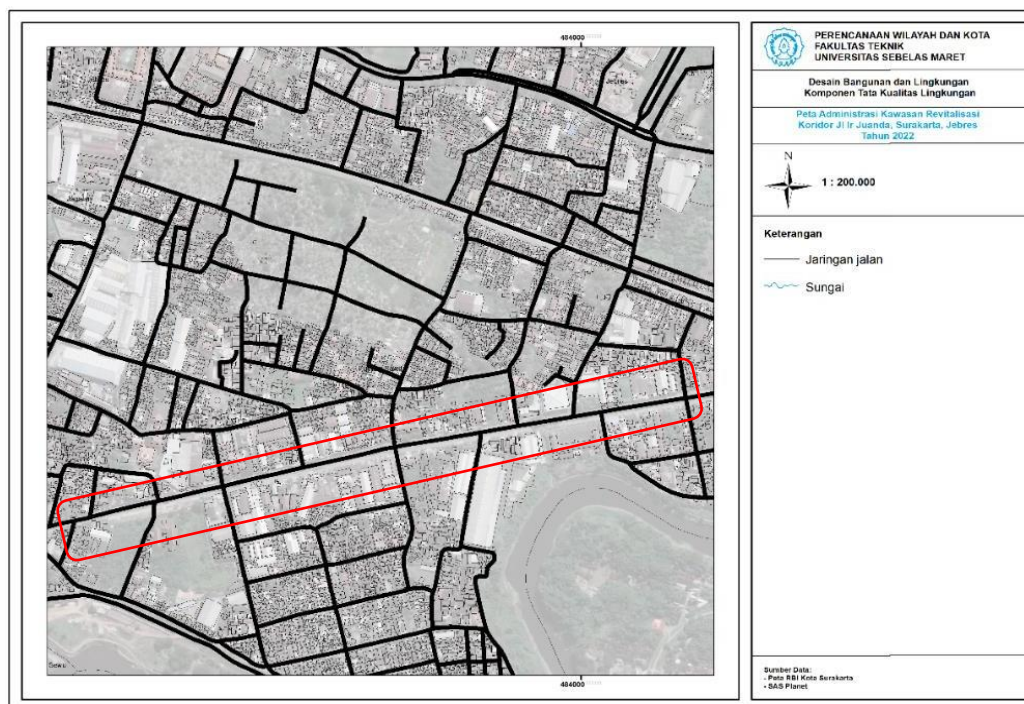 484000
Jebres
484000
PERENCANAAN WILAYAH DAN KOTA
FAKULTAS TEKNIK
UNIVERSITAS SEBELAS MARET
Desain Bangunan dan Lingkungan
Komponen Tata Kualitas Lingkungan
Peta Administrasi Kawasan Revitalisasi
Koridor Jl Ir Juanda, Surakarta, Jebres
Tahun 2022
N
1 : 200.000
Keterangan
Jaringan jalan
Sungai
Sumber Data:
- Peta RBI Kota Surakarta
- SAS Planet